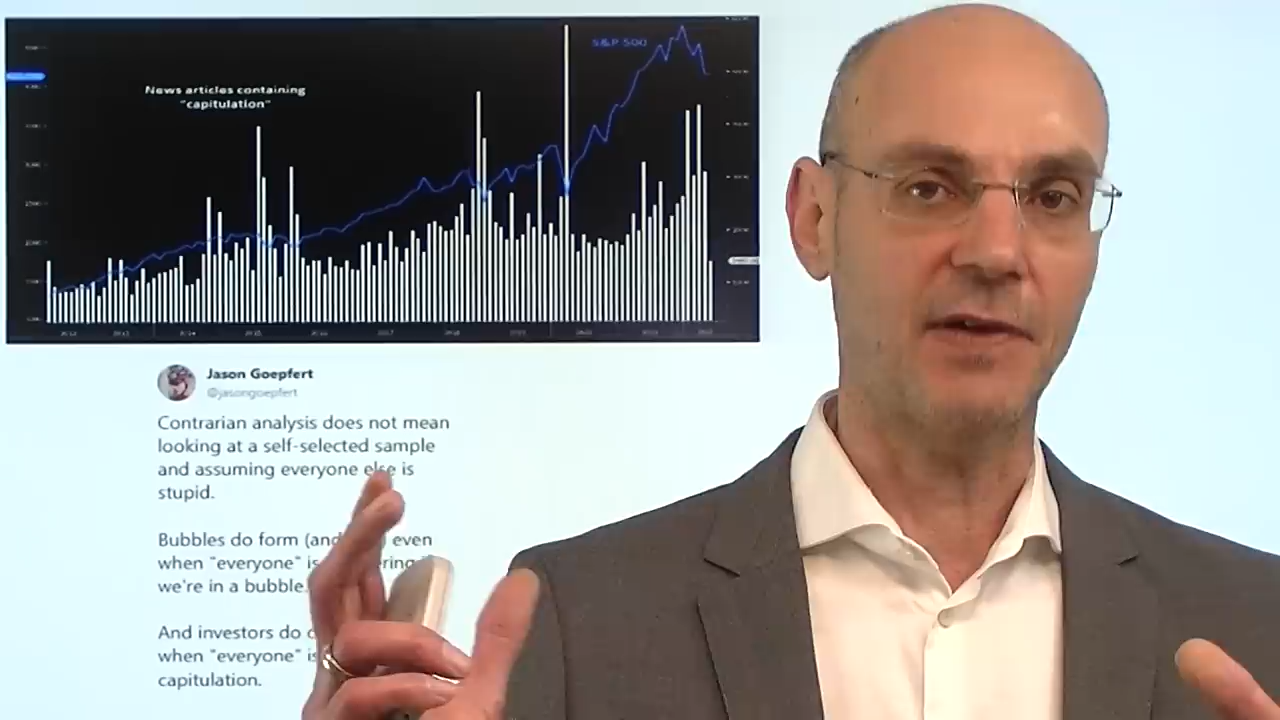 S&P 500
News articles containing
"capitulation"
Jason Goepfert
@jasongoepfert
Contrarian analysis does not mean
looking at a self-selected sample
and assuming everyone else is
stupid.
Bubbles do form (and even
when "everyone" is
we're in a bubble.
And investors do
when "everyone" is
capitulation.